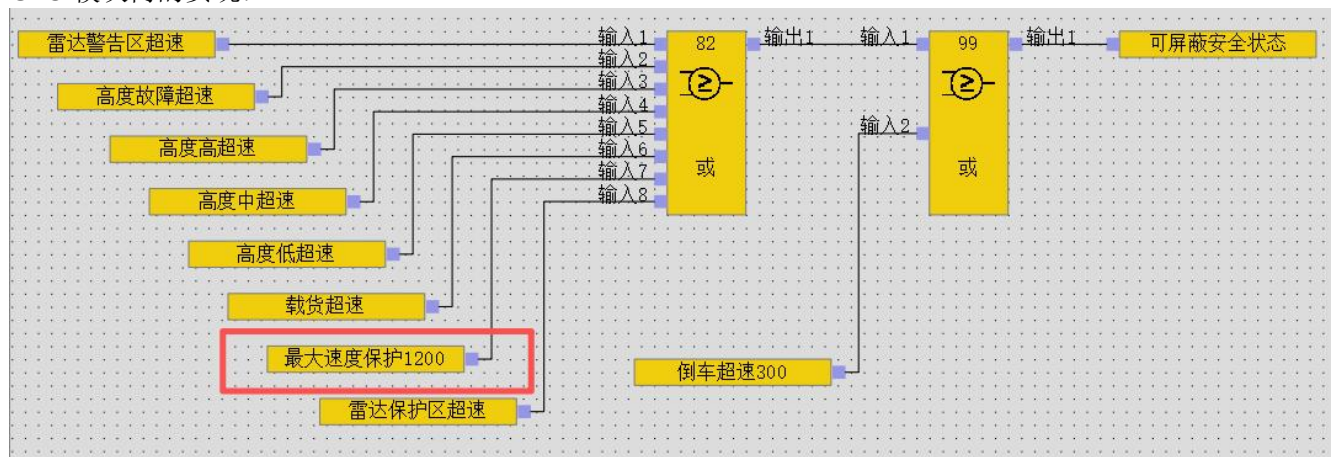 雷达警告区超速
输入1
82
输出1
输入1
99
输出1
可屏蔽安全状态
输入2
高度故障超速
输入3
输入4
输入5
输入2
高度高超速
输入6
输入7
或
或
高度中超速
输入8
高度低超速
载货超速
最大速度保护1200
倒车超速300
雷达保护区超速